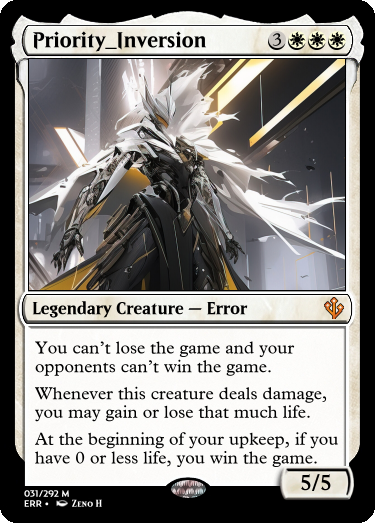 Priority_Inversion 3
Legendary Creature — Error
You can't lose the game and your
opponents can't win the game.
Whenever this creature deals damage,
you may gain or lose that much life.
At the beginning of your upkeep, if you
have 0 or less life, you win the game.
5/5
031/292 M
ERR • Zeno H